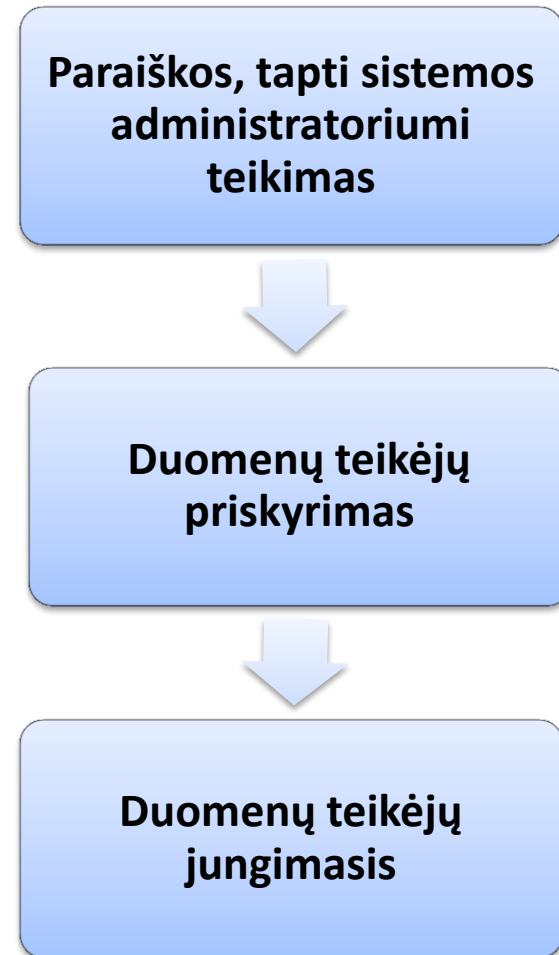 Paraiškos, tapti sistemos
administratoriumi
teikimas
Duomenų teikėjų
priskyrimas
Duomenų teikėjų
jungimasis